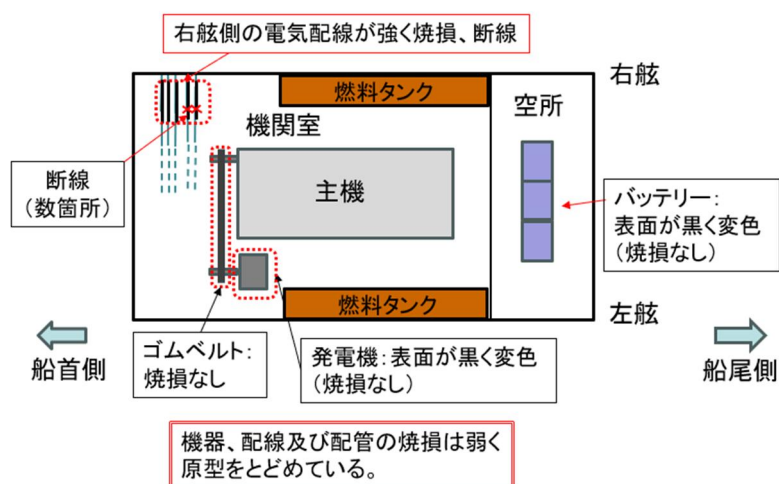 右舷側の電気配線が強く焼損、断線
右舷
燃料タンク
空所
機関室
断線
（数箇所）
主機
バッテリー：
表面が黒く変色
（焼損なし）
燃料タンク
左舷
船首側
ゴムベルト：
焼損なし
発電機：表面が黒く変色
（焼損なし）
船尾側
機器、配線及び配管の焼損は弱く
原型をとどめている。